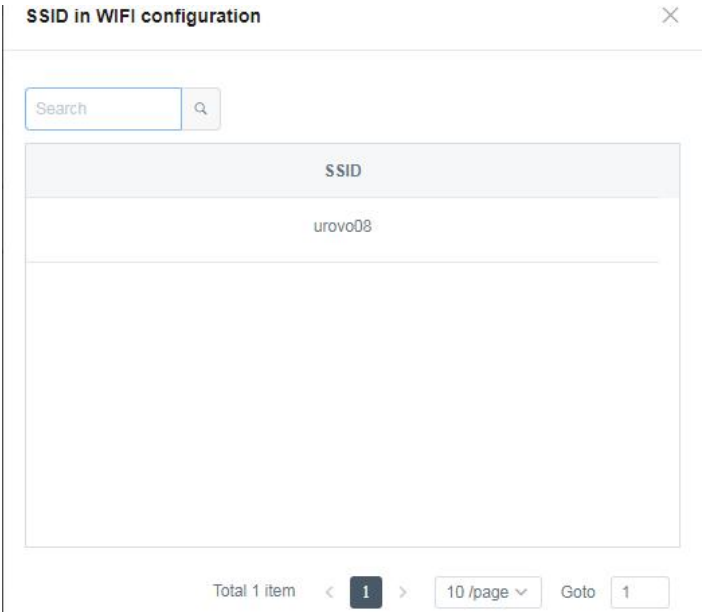 SSID in WIFI configuration
Search
SSID
urovo08
Total 1 item < 1 > 10 /page Goto 1